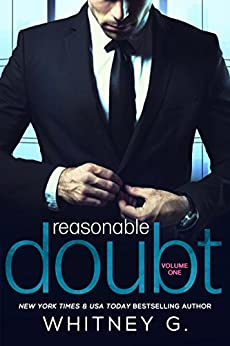 reasonable
doubt
VOLUME
ONE
NEW YORK TIMES & USA TODAY BESTSELLING AUTHOR
WHITNEY G.